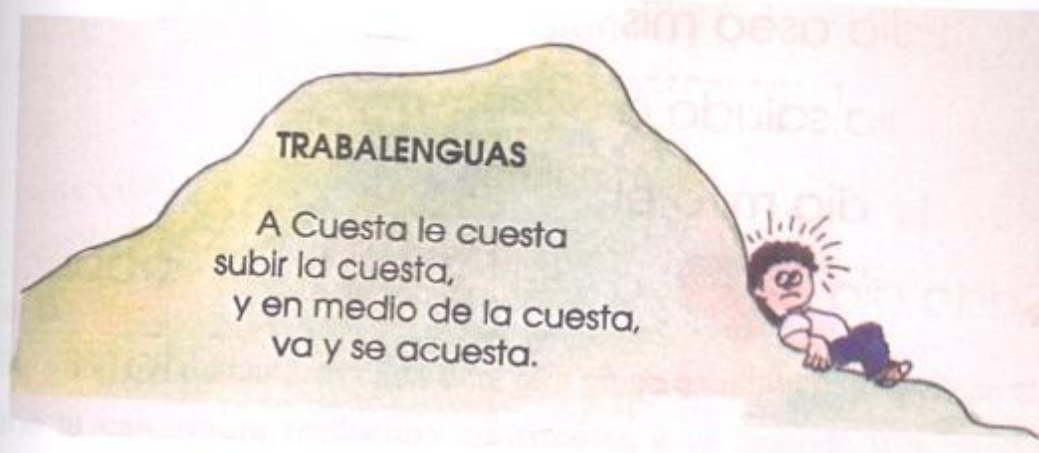 TRABALENGUAS
A Cuesta le cuesta
subir la cuesta,
y en medio de la cuesta,
va y se acuesta.